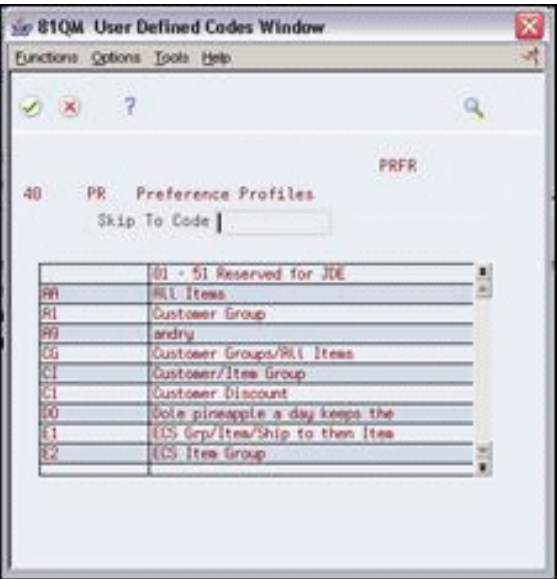 81QM User Defined Codes Window
Functions Options Tools Help
?
PRFR
40 PR Preference Profiles
Skip To Code
01 - 51 Reserved for JDE
AA All Items
A1 Customer Group
A9 andry
CG Customer Groups/All Items
CI Customer/Item Group
C1 Customer Discount
DO Dole pineapple a day keeps the
E1 ECS Grp/Item/Ship to then Item
E2 ECS Item Group